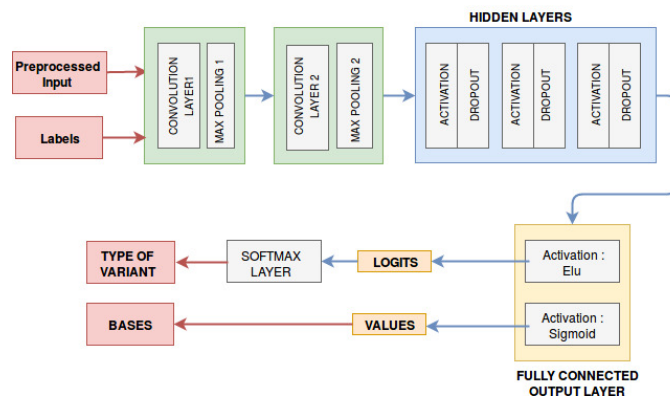 HIDDEN LAYERS
Preprocessed
Input
Labels
CONVOLUTION
LAYER1
MAX POOLING 1
CONVOLUTION
LAYER 2
MAX POOLING 2
ACTIVATION
DROPOUT
ACTIVATION
DROPOUT
ACTIVATION
DROPOUT
TYPE OF
VARIANT
SOFTMAX
LAYER
LOGITS
Activation :
Elu
BASES
VALUES
Activation :
Sigmoid
FULLY CONNECTED
OUTPUT LAYER